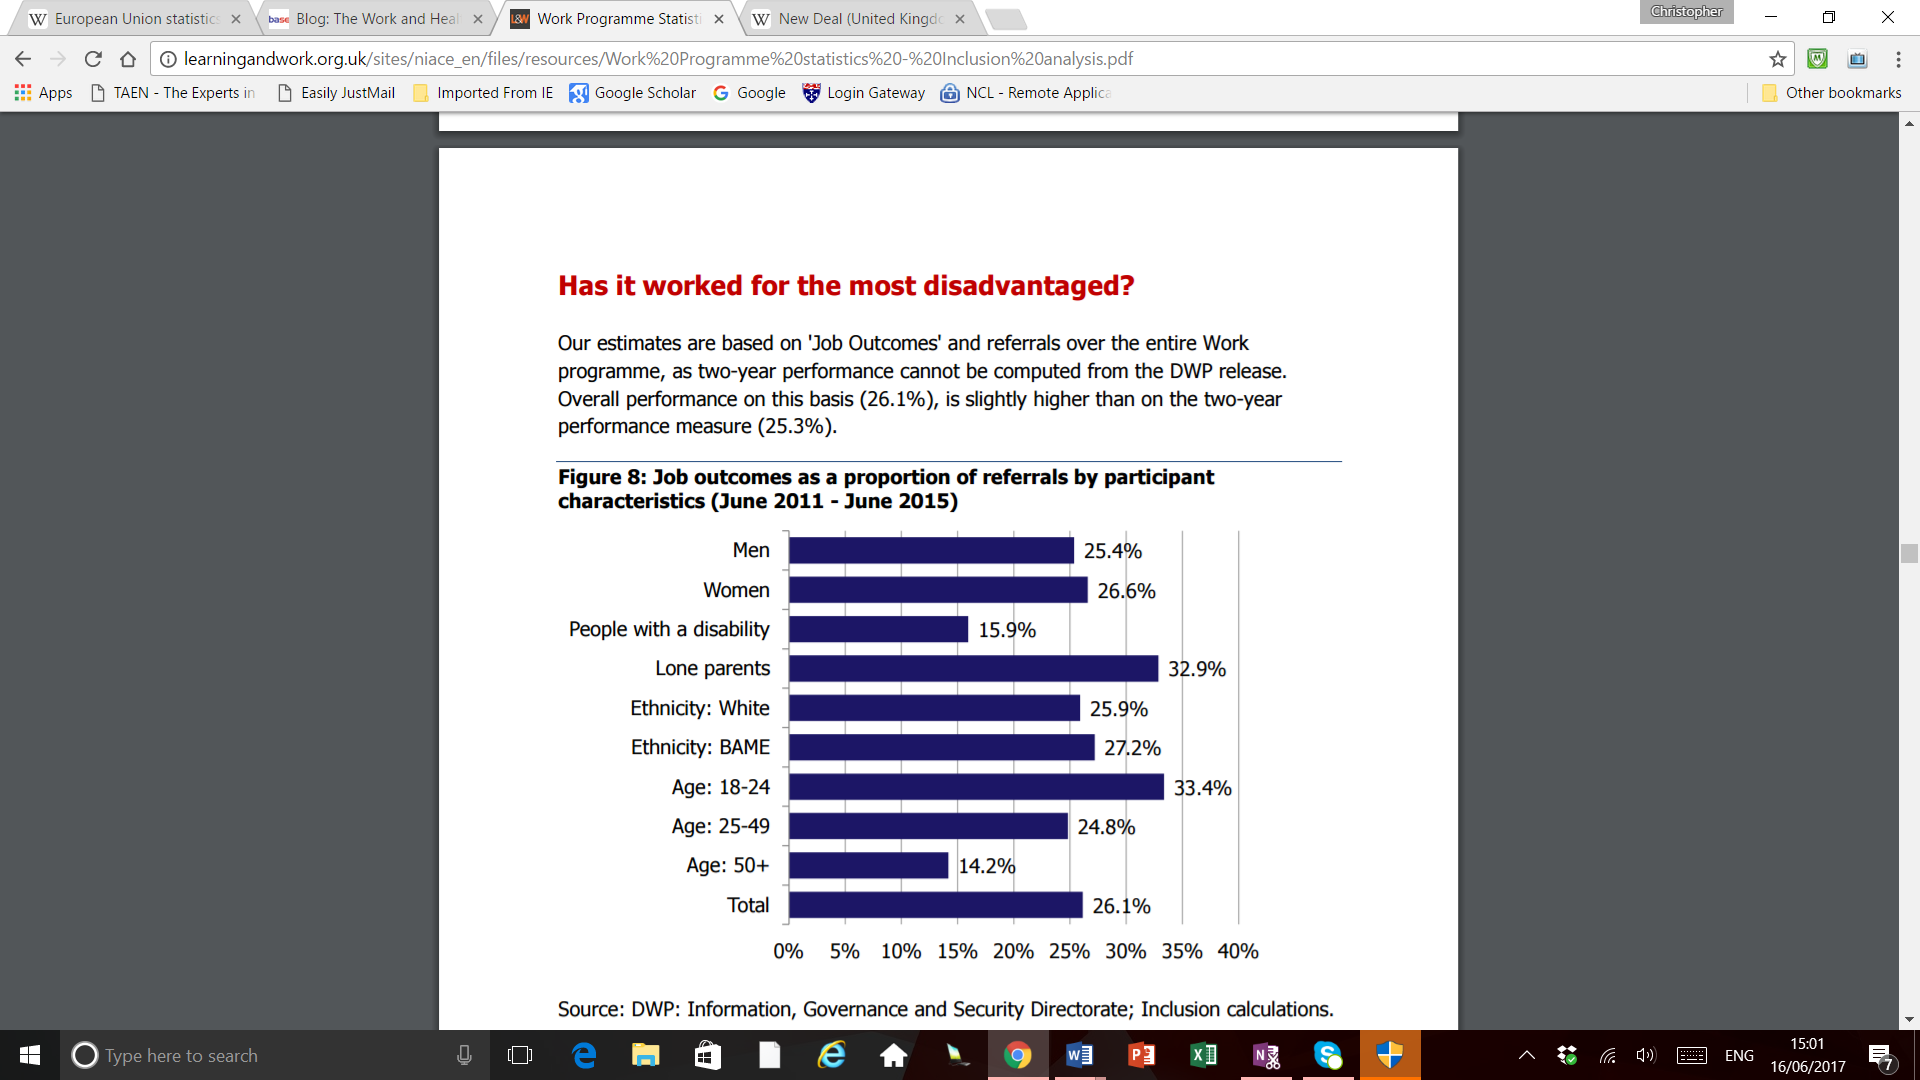 Christopher
European Union statistics
Blog: The Work and Heal
Work Programme Statisti
New Deal (United Kingdo
learningandwork.org.uk/sites/niace_en/files/resources/Work%20Programme%20statistics%20-%20Inclusion%20analysis.pdf
Apps
TAEN - The Experts in
Easily JustMail
Imported From IE
Google Scholar
Google
Login Gateway
NCL - Remote Applica
Other bookmarks
Has it worked for the most disadvantaged?
Our estimates are based on 'Job Outcomes' and referrals over the entire Work
programme, as two-year performance cannot be computed from the DWP release.
Overall performance on this basis (26.1%), is slightly higher than on the two-year
performance measure (25.3%).
Figure 8: Job outcomes as a proportion of referrals by participant
characteristics (June 2011 - June 2015)
Men 25.4%
Women 26.6%
People with a disability 15.9%
Lone parents 32.9%
Ethnicity: White 25.9%
Ethnicity: BAME 27.2%
Age: 18-24 33.4%
Age: 25-49 24.8%
Age: 50+ 14.2%
Total 26.1%
0% 5% 10% 15% 20% 25% 30% 35% 40%
Source: DWP: Information, Governance and Security Directorate; Inclusion calculations.
Type here to search
ENG
15:01
16/06/2017
7